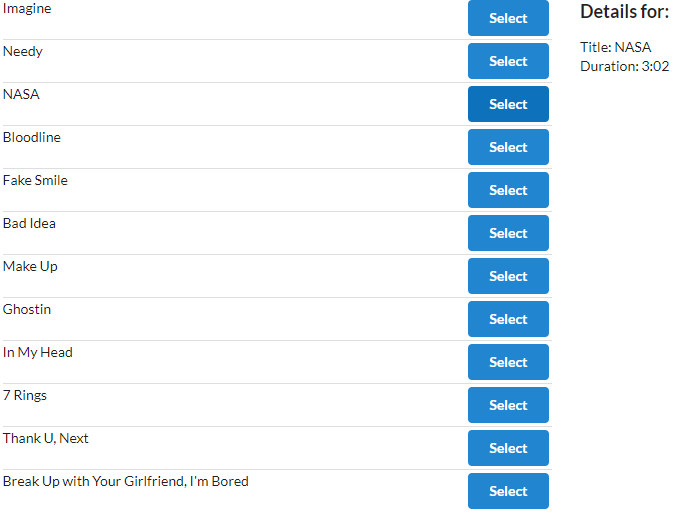 Imagine Select
Needy Select
NASA Select
Bloodline Select
Fake Smile Select
Bad Idea Select
Make Up Select
Ghostin Select
In My Head Select
7 Rings Select
Thank U, Next Select
Break Up with Your Girlfriend, I'm Bored Select
Details for:
Title: NASA
Duration: 3:02